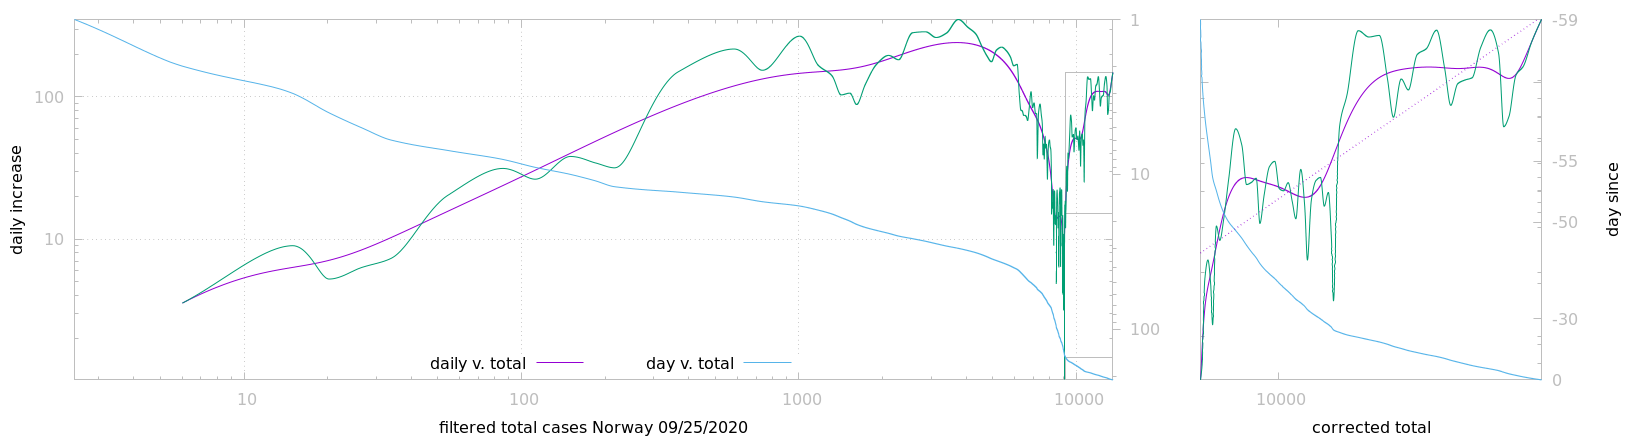 daily increase
100
10
daily v. total
day v. total
1
10
100
10
100
1000
10000
filtered total cases Norway 09/25/2020
-59
-55
-50
-30
0
day since
10000
corrected total